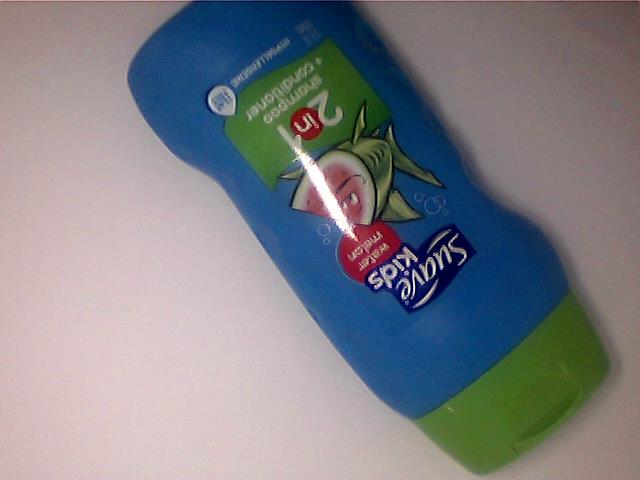 Suave
Kids
water
melon
2 in 1
shampoo
+ conditioner
HYPOALLERGENIC